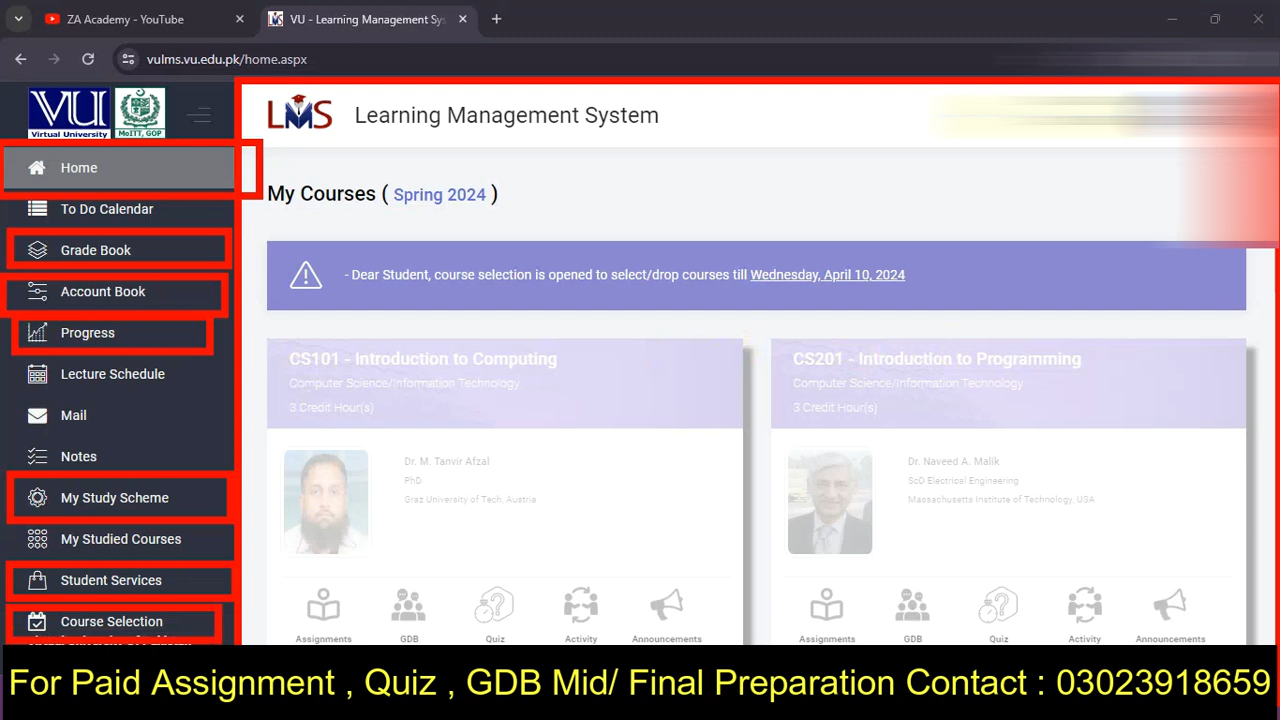 ZA Academy - YouTube
VU - Learning Management Sys
vulms.vu.edu.pk/home.aspx
VU
Virtual University
MoITT, GOP
LMS
Learning Management System
Home
To Do Calendar
Grade Book
Account Book
Progress
Lecture Schedule
Mail
Notes
My Study Scheme
My Studied Courses
Student Services
Course Selection
My Courses ( Spring 2024 )
- Dear Student, course selection is opened to select/drop courses till Wednesday, April 10, 2024
CS101 - Introduction to Computing
Computer Science/Information Technology
3 Credit Hour(s)
Dr. M. Tanvir Afzal
PhD
Graz University of Tech, Austria
Assignments
GDB
Quiz
Activity
Announcements
CS201 - Introduction to Programming
Computer Science/Information Technology
3 Credit Hour(s)
Dr. Naveed A. Malik
ScD Electrical Engineering
Massachusetts Institute of Technology, USA
Assignments
GDB
Quiz
Activity
Announcements
For Paid Assignment , Quiz , GDB Mid/ Final Preparation Contact : 03023918659